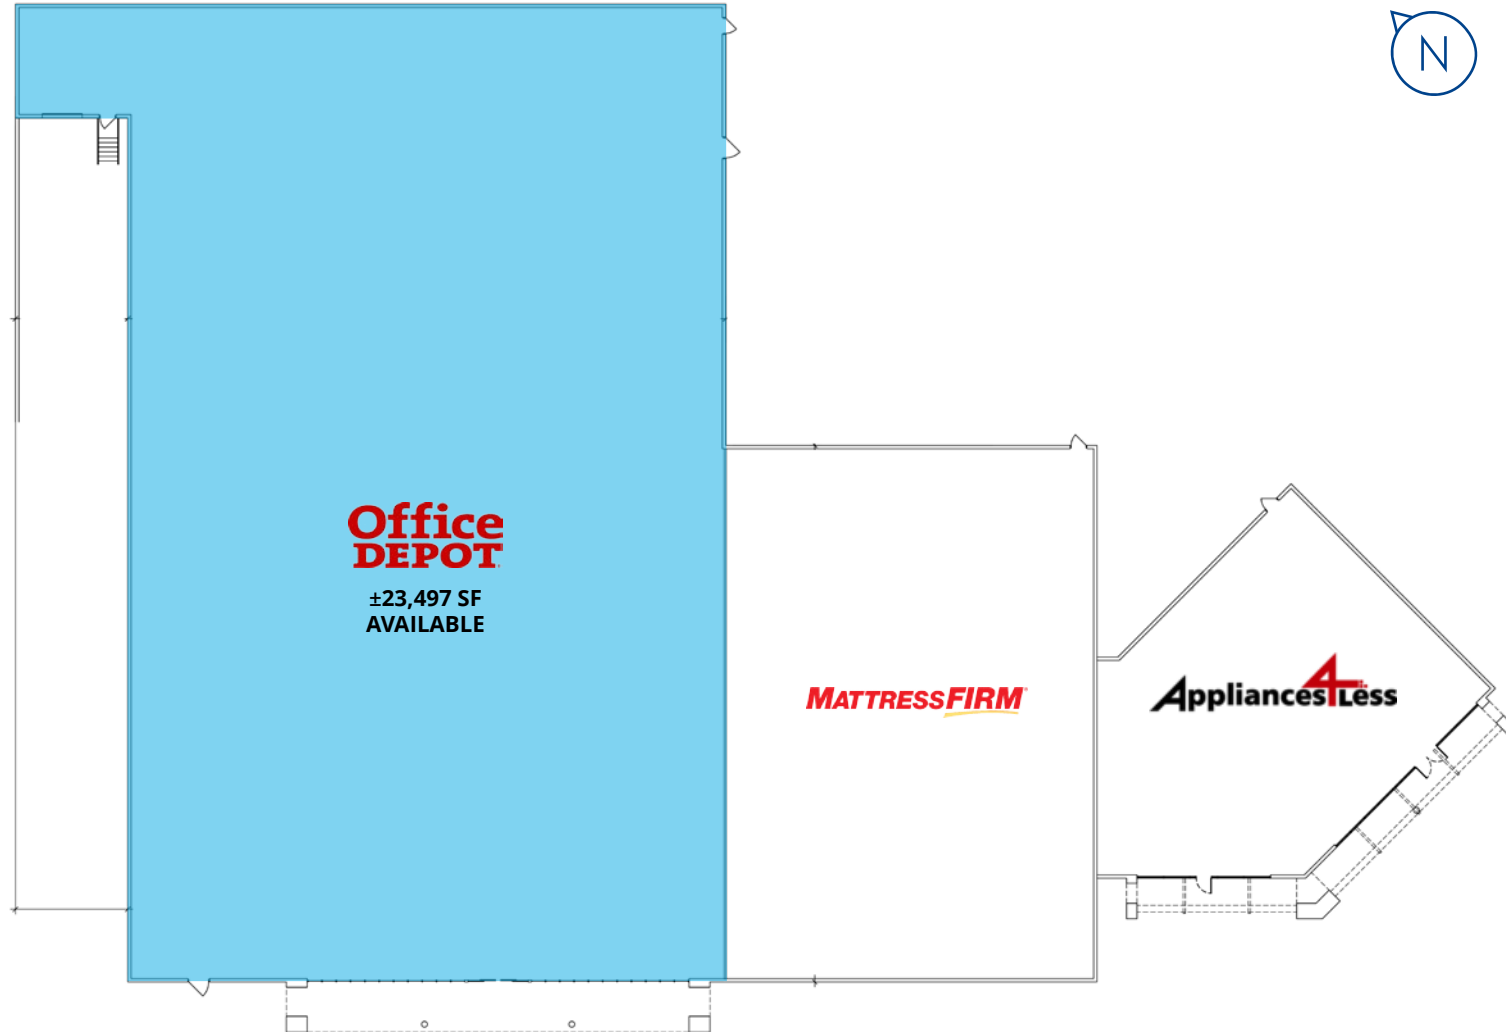 N
Office
DEPOT
±23,497 SF
AVAILABLE
MATTRESSFIRM®
Appliances4Less